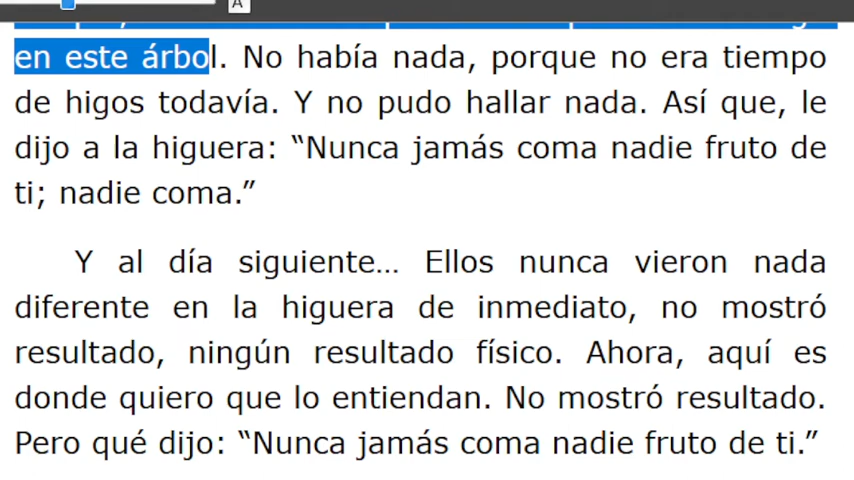 A
en este árbol. No había nada, porque no era tiempo
de higos todavía. Y no pudo hallar nada. Así que, le
dijo a la higuera: “Nunca jamás coma nadie fruto de
ti; nadie coma.”
Y al día siguiente... Ellos nunca vieron nada
diferente en la higuera de inmediato, no mostró
resultado, ningún resultado físico. Ahora, aquí es
donde quiero que lo entiendan. No mostró resultado.
Pero qué dijo: “Nunca jamás coma nadie fruto de ti.”